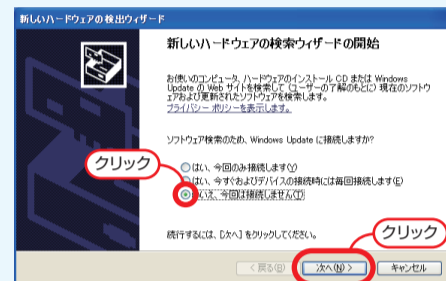 新しいハードウェアの検出ウィザード
新しいハードウェアの検索ウィザードの開始
お使いのコンピュータ、ハードウェアのインストール CD または Windows
Update の Web サイトを検索して (ユーザーの了解のもとに) 現在のソフトウ
ェアおよび更新されたソフトウェアを検索します。
プライバシー ポリシーを表示します。
ソフトウェア検索のため、Windows Update に接続しますか?
クリック
はい、今回のみ接続します(Y)
はい、今すぐおよびデバイスの接続時には毎回接続します(E)
いいえ、今回は接続しません(T)
続行するには、[次へ] をクリックしてください。
クリック
< 戻る(B)
次へ(N) >
キャンセル